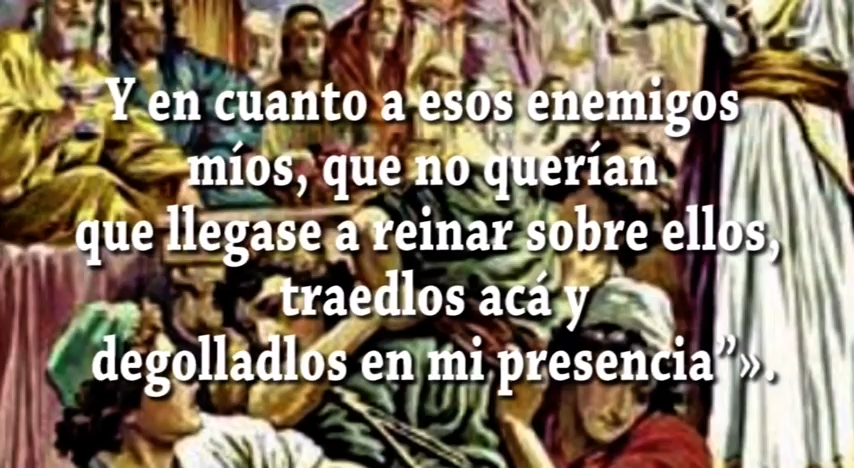 Y en cuanto a esos enemigos
míos, que no querían
que llegase a reinar sobre ellos,
traedlos acá y
degolladlos en mi presencia”».